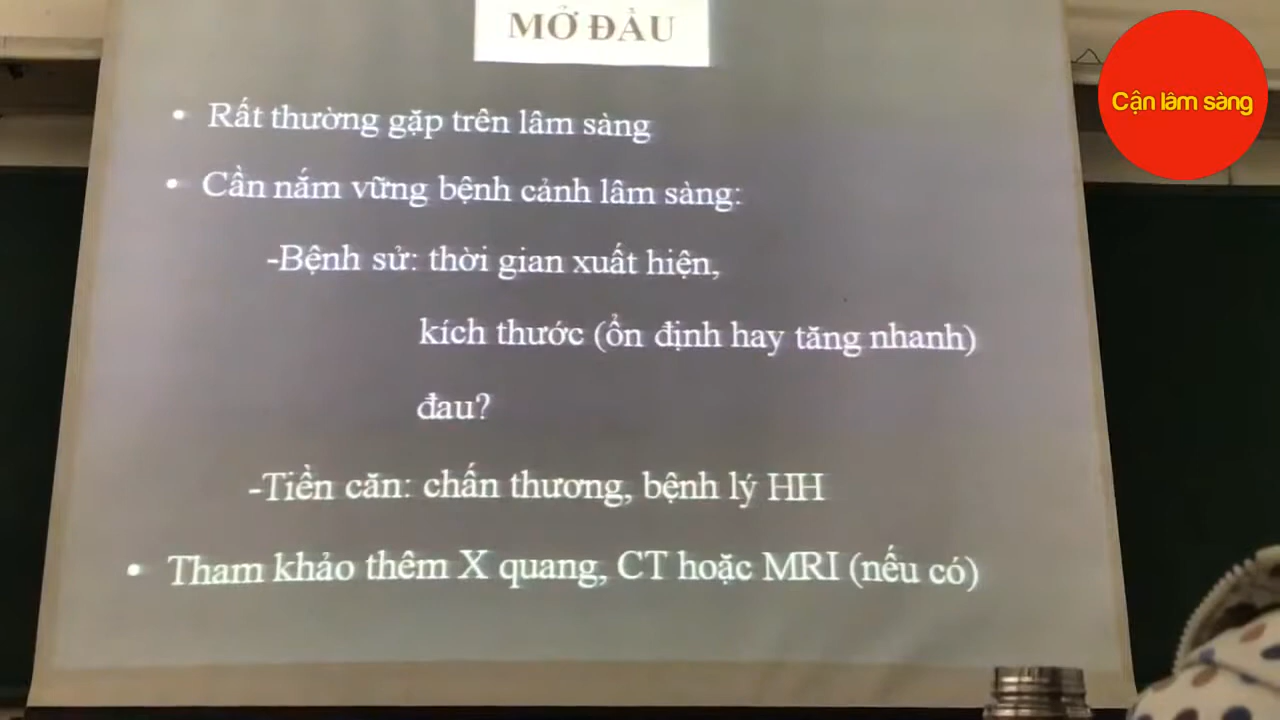 MỞ ĐẦU
Cận lâm sàng
• Rất thường gặp trên lâm sàng
• Cần nắm vững bệnh cảnh lâm sàng:
-Bệnh sử: thời gian xuất hiện,
kích thước (ổn định hay tăng nhanh)
đau?
-Tiền căn: chấn thương, bệnh lý HH
• Tham khảo thêm X quang, CT hoặc MRI (nếu có)